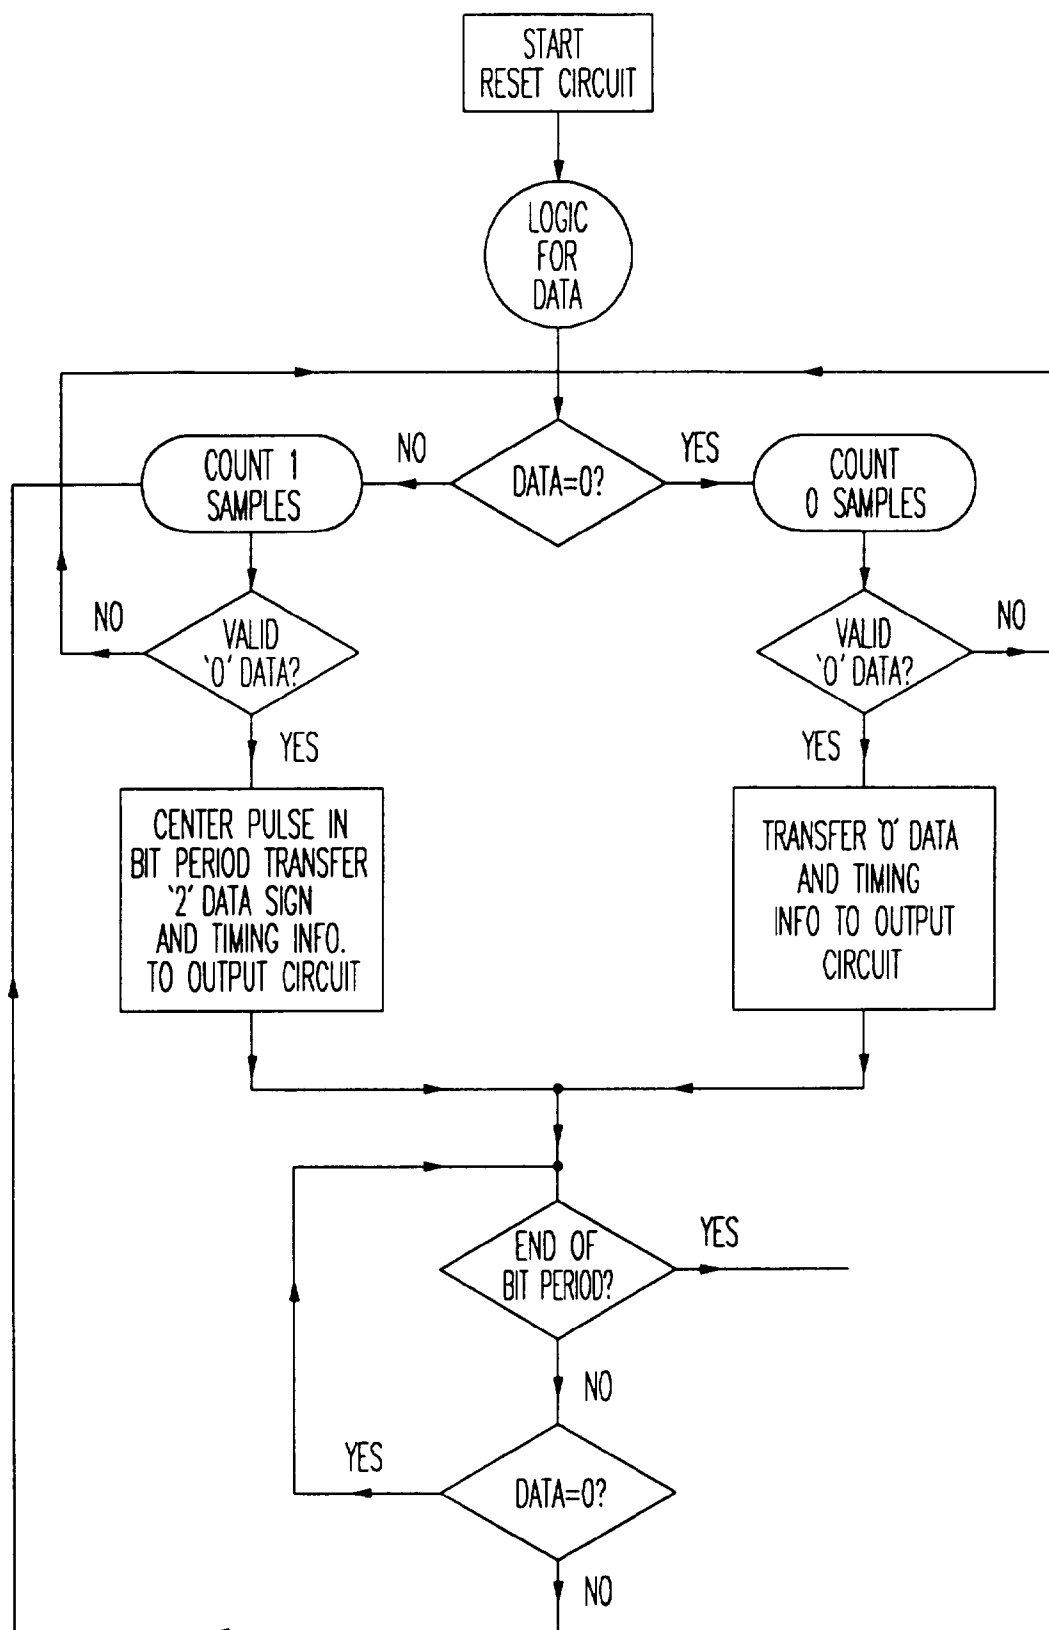 START
RESET CIRCUIT
LOGIC
FOR
DATA
NO
YES
COUNT 1
SAMPLES
DATA=0?
COUNT
0 SAMPLES
NO
VALID
'0' DATA?
VALID
'0' DATA?
NO
YES
YES
CENTER PULSE IN
BIT PERIOD TRANSFER
'2' DATA SIGN
AND TIMING INFO.
TO OUTPUT CIRCUIT
TRANSFER '0' DATA
AND TIMING
INFO TO OUTPUT
CIRCUIT
END OF
BIT PERIOD?
YES
NO
YES
DATA=0?
NO